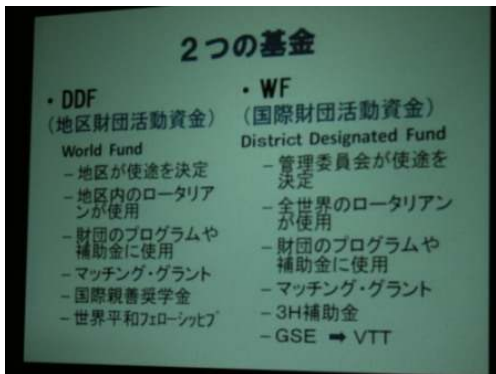 2つの基金
・DDF
(地区財団活動資金)
World Fund
－地区が使途を決定
－地区内のロータリア
ンが使用
－財団のプログラムや
補助金に使用
－マッチング・グラント
－国際親善奨学金
－世界平和フェローシップ
・WF
(国際財団活動資金)
District Designated Fund
－管理委員会が使途を
決定
－全世界のロータリアン
が使用
－財団のプログラムや
補助金に使用
－マッチング・グラント
－3H補助金
－GSE ➡ VTT